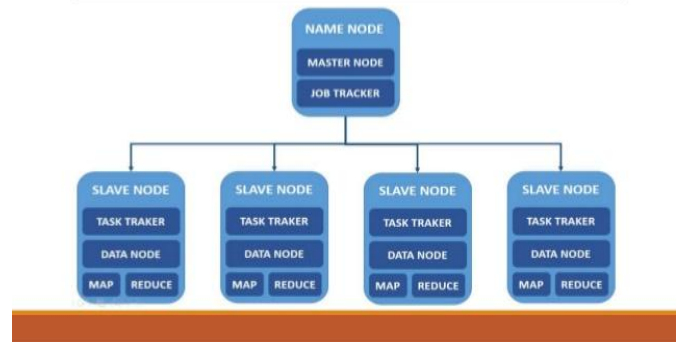 NAME NODE
MASTER NODE
JOB TRACKER
SLAVE NODE SLAVE NODE SLAVE NODE SLAVE NODE
TASK TRAKER TASK TRAKER TASK TRAKER TASK TRAKER
DATA NODE DATA NODE DATA NODE DATA NODE
MAP REDUCE MAP REDUCE MAP REDUCE MAP REDUCE